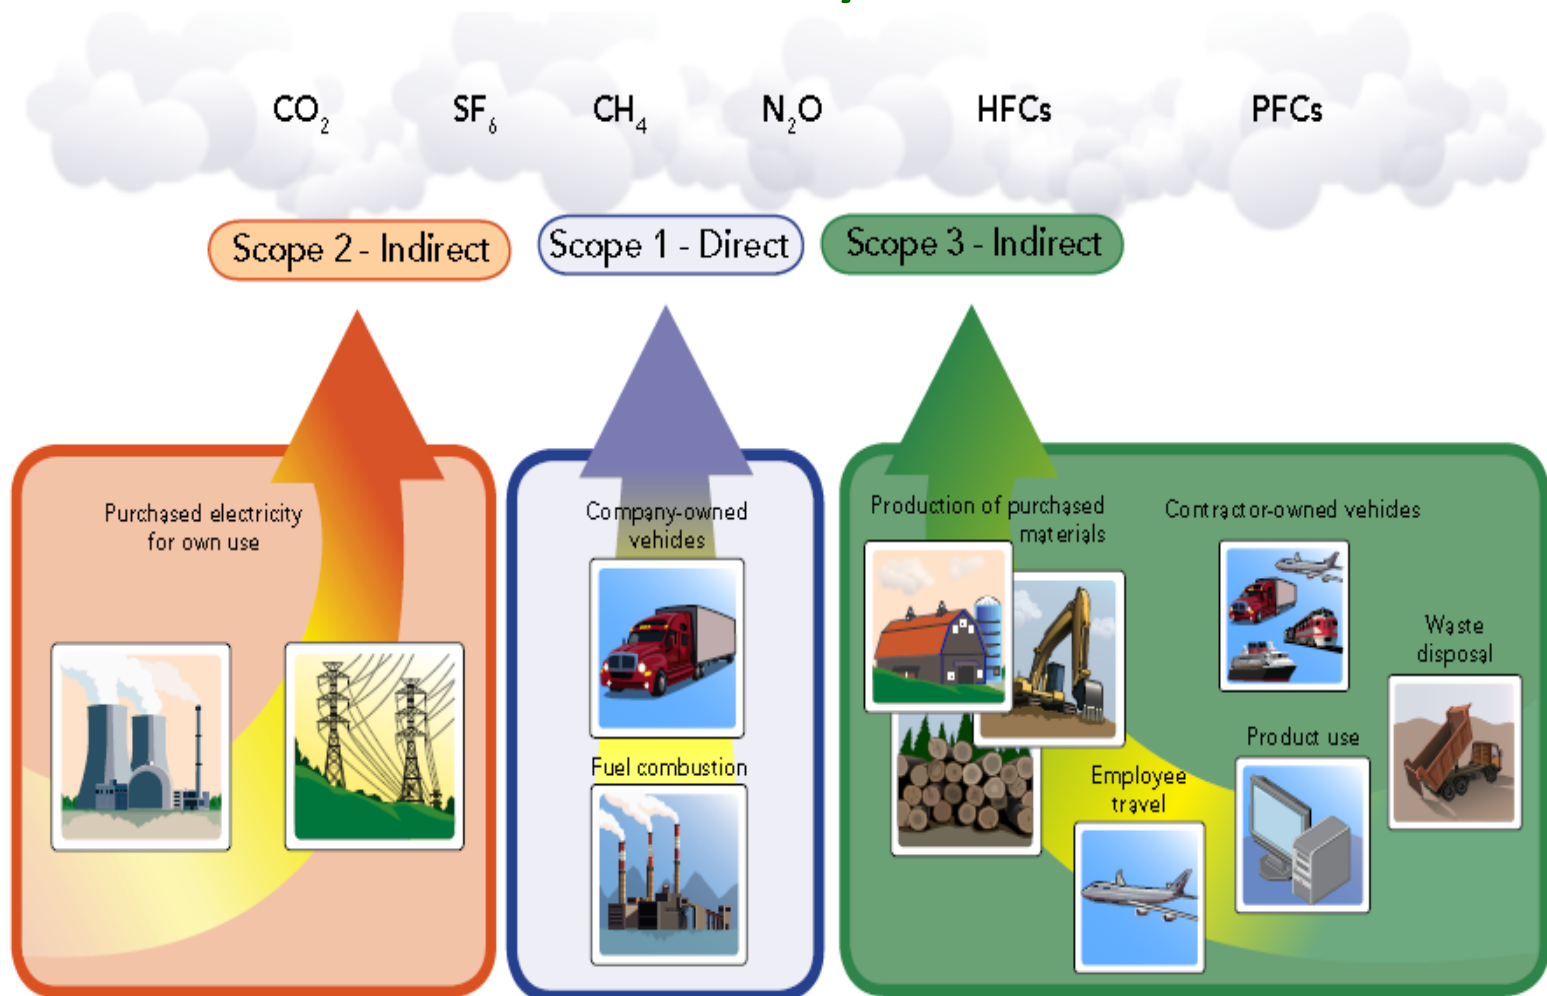 CO₂ SF₆ CH₄ N₂O HFCs PFCs
Scope 2 - Indirect
Scope 1 - Direct
Scope 3 - Indirect
Purchased electricity
for own use
Company-owned
vehicles
Fuel combustion
Production of purchased
materials
Contractor-owned vehicles
Waste
disposal
Product use
Employee
travel